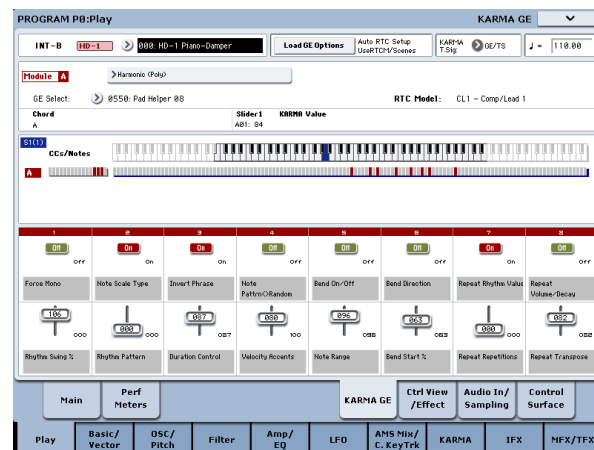 PROGRAM P0:Play KARMA GE
INT-B HD-1 000: HD-1 Piano-Damper Load GE Options Auto RTC Setup KARMA GE/TS ♩= 110.00
UseRTCM/Scenes T.Sig:
Module A Harmonic (Poly)
GE Select: 0550: Pad Helper 08 RTC Model: CL1 - Comp/Lead 1
Chord Slider1 KARMA Value
A A01: 84
S1(1)
CCs/Notes
A
1 2 3 4 5 6 7 8
Off On On Off Off Off On Off
Off On On Off Off Off On Off
Force Mono Note Scale Type Invert Phrase Note Pattrn<>Random Bend On/Off Bend Direction Repeat Rhythm Value Repeat Volume/Decay
106 000 087 080 096 063 000 082
000 000 087 100 096 063 000 082
Rhythm Swing % Rhythm Pattern Duration Control Velocity Accents Note Range Bend Start % Repeat Repetitions Repeat Transpose
Main Perf Meters KARMA GE Ctrl View /Effect Audio In/ Sampling Control Surface
Play Basic/ Vector OSC/ Pitch Filter Amp/ EQ LFO AMS Mix/ C. KeyTrk KARMA IFX MFX/TFX